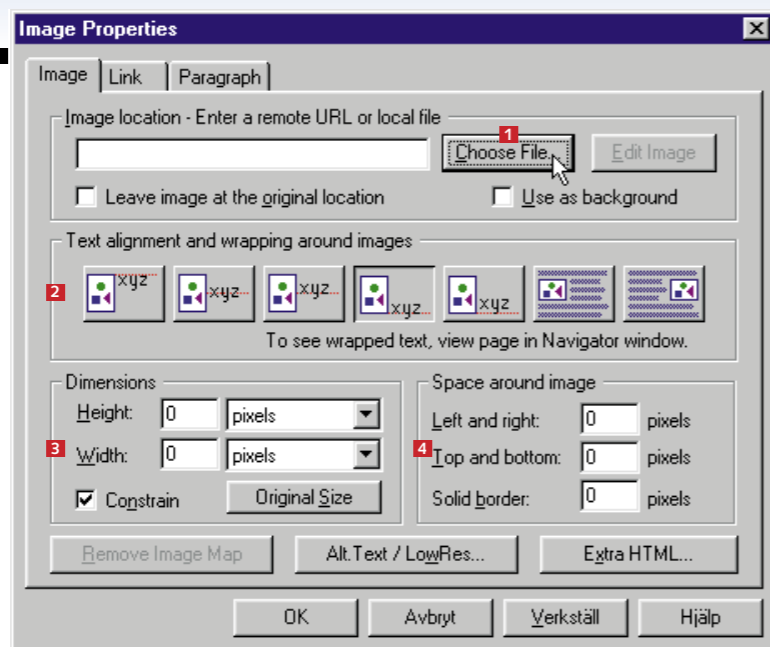 Image Properties
Image Link Paragraph
Image location - Enter a remote URL or local file
1
Choose File... Edit Image
Leave image at the original location Use as background
Text alignment and wrapping around images
2
xyz xyz xyz xyz xyz
To see wrapped text, view page in Navigator window.
Dimensions Space around image
Height: 0 pixels Left and right: 0 pixels
3 Width: 0 pixels 4 Top and bottom: 0 pixels
Constrain Original Size Solid border: 0 pixels
Remove Image Map Alt.Text / LowRes... Extra HTML...
OK Avbryt Verkställ Hjälp